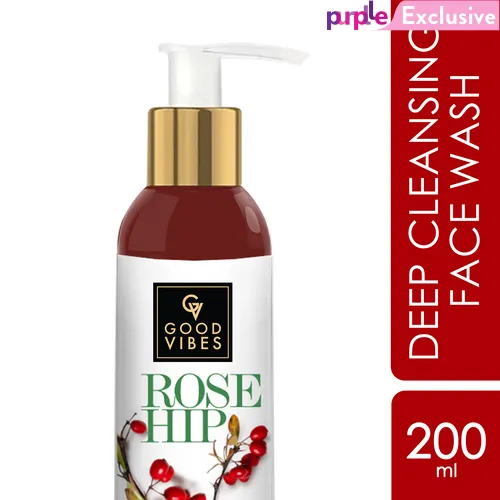 purplle Exclusive
DEEP CLEANSING
FACE WASH
GV
GOOD
VIBES
ROSE
HIP
200
ml